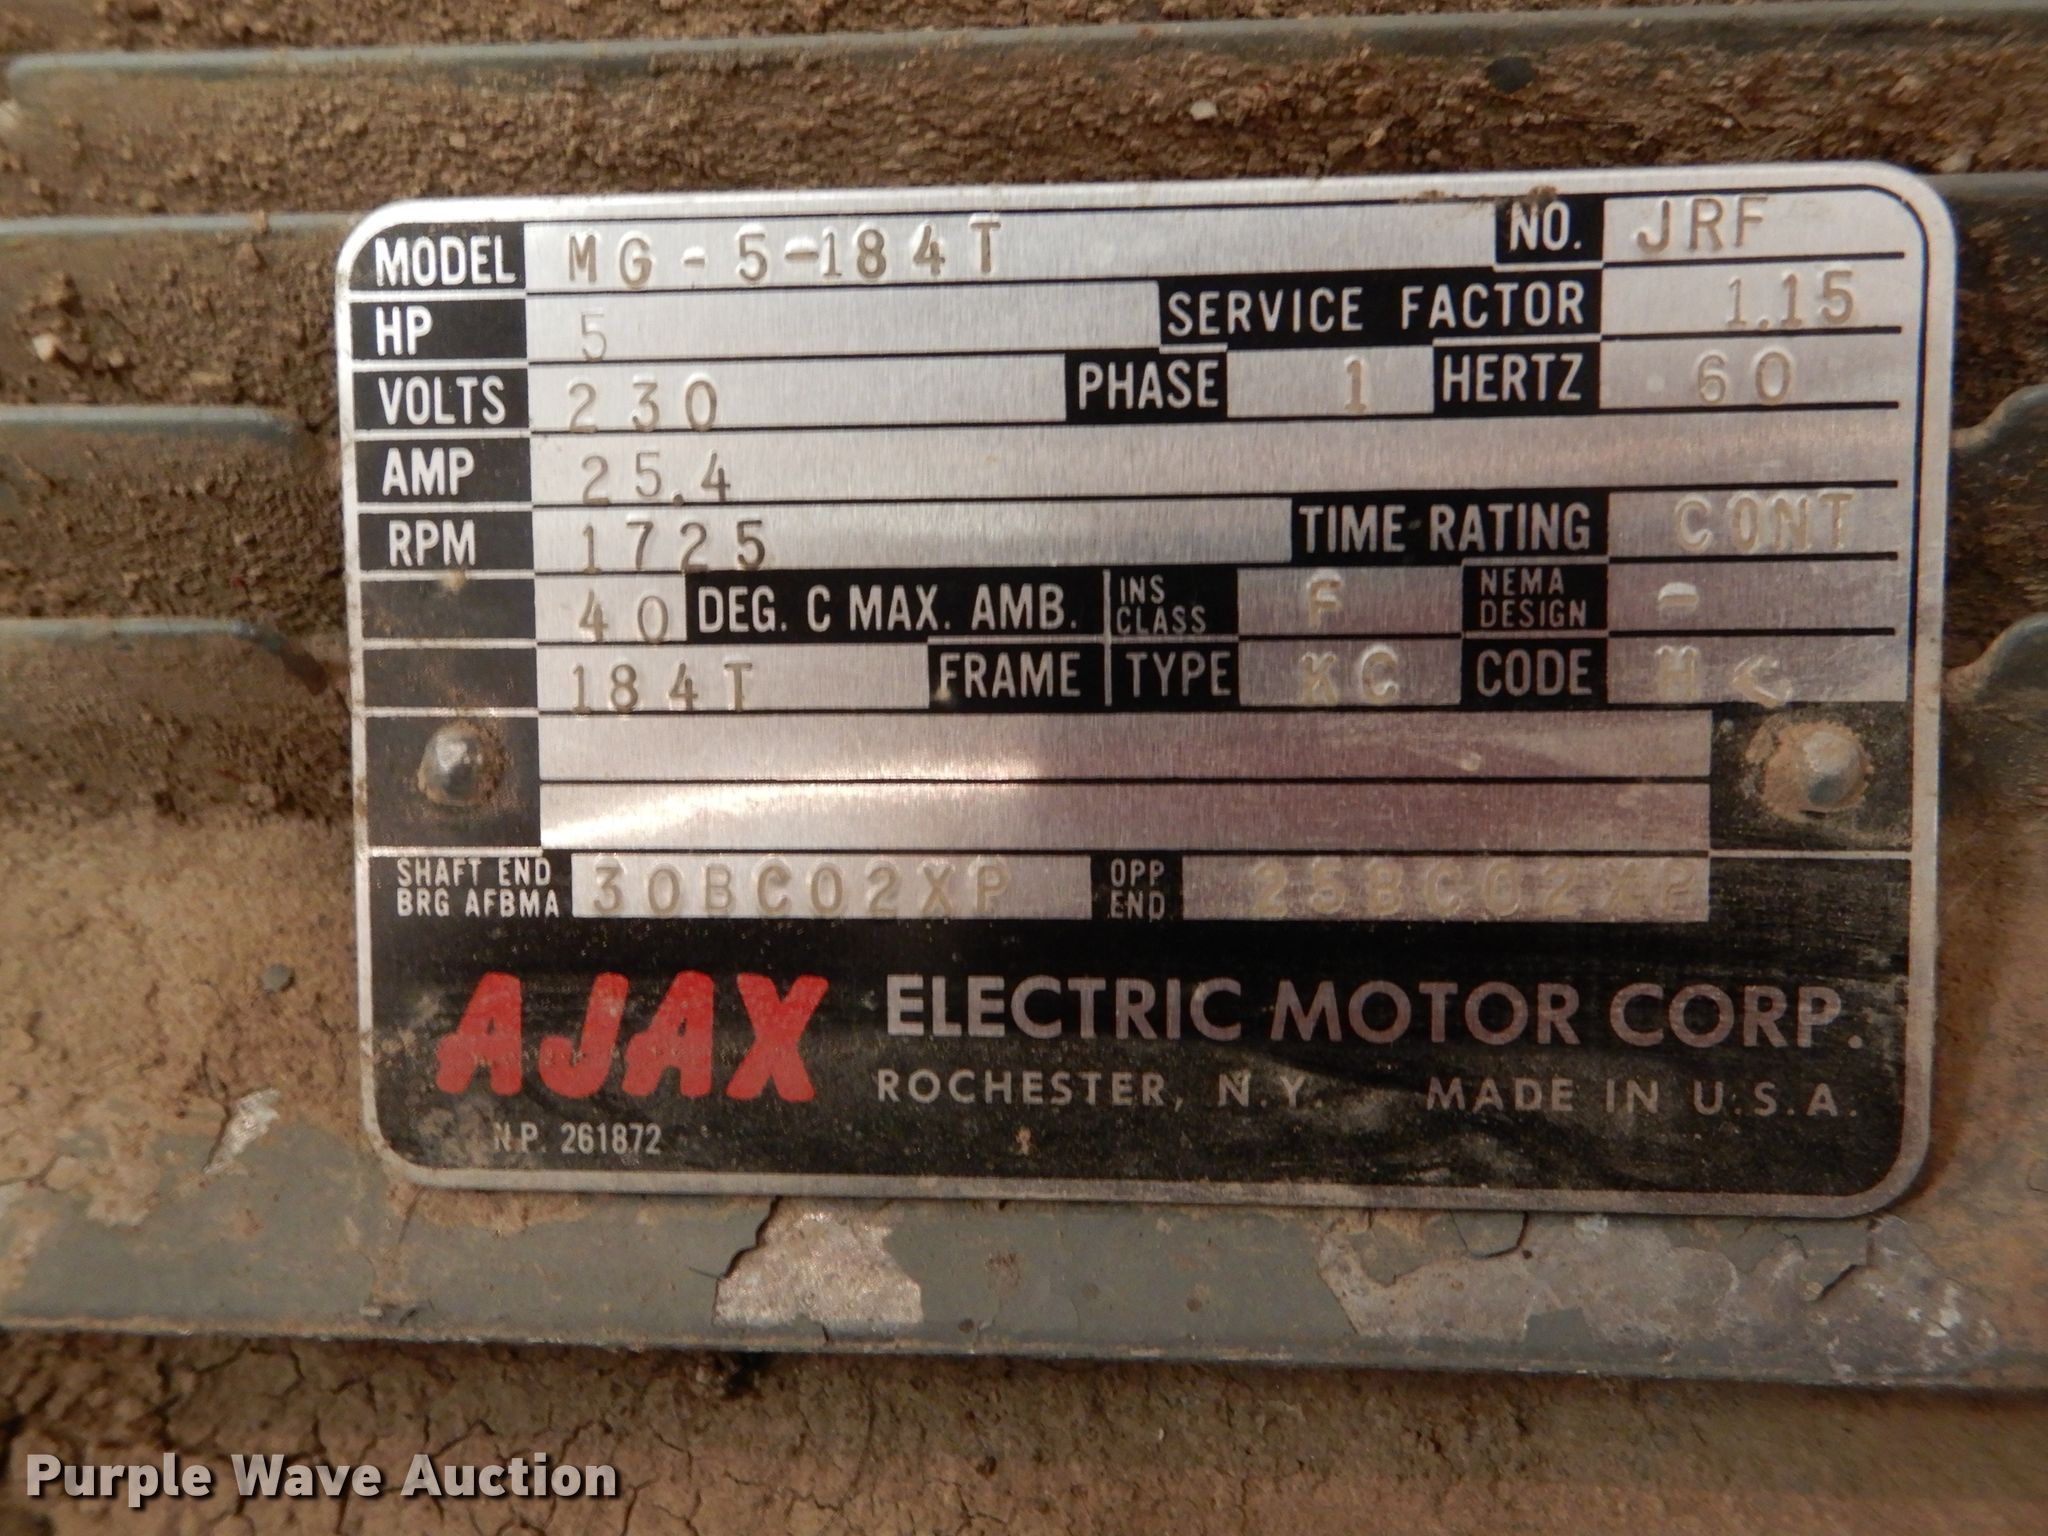 MODEL MG-5-184T NO. JRF
HP 5 SERVICE FACTOR 1.15
VOLTS 230 PHASE 1 HERTZ 60
AMP 25.4
RPM 1725 TIME RATING CONT
40 DEG. C MAX. AMB. INS CLASS F NEMA DESIGN -
184T FRAME TYPE KC CODE H
SHAFT END BRG AFBMA 30BC02XP OPP END 25BC02XP
AJAX ELECTRIC MOTOR CORP.
ROCHESTER, N.Y. MADE IN U.S.A.
N.P. 261872
Purple Wave Auction